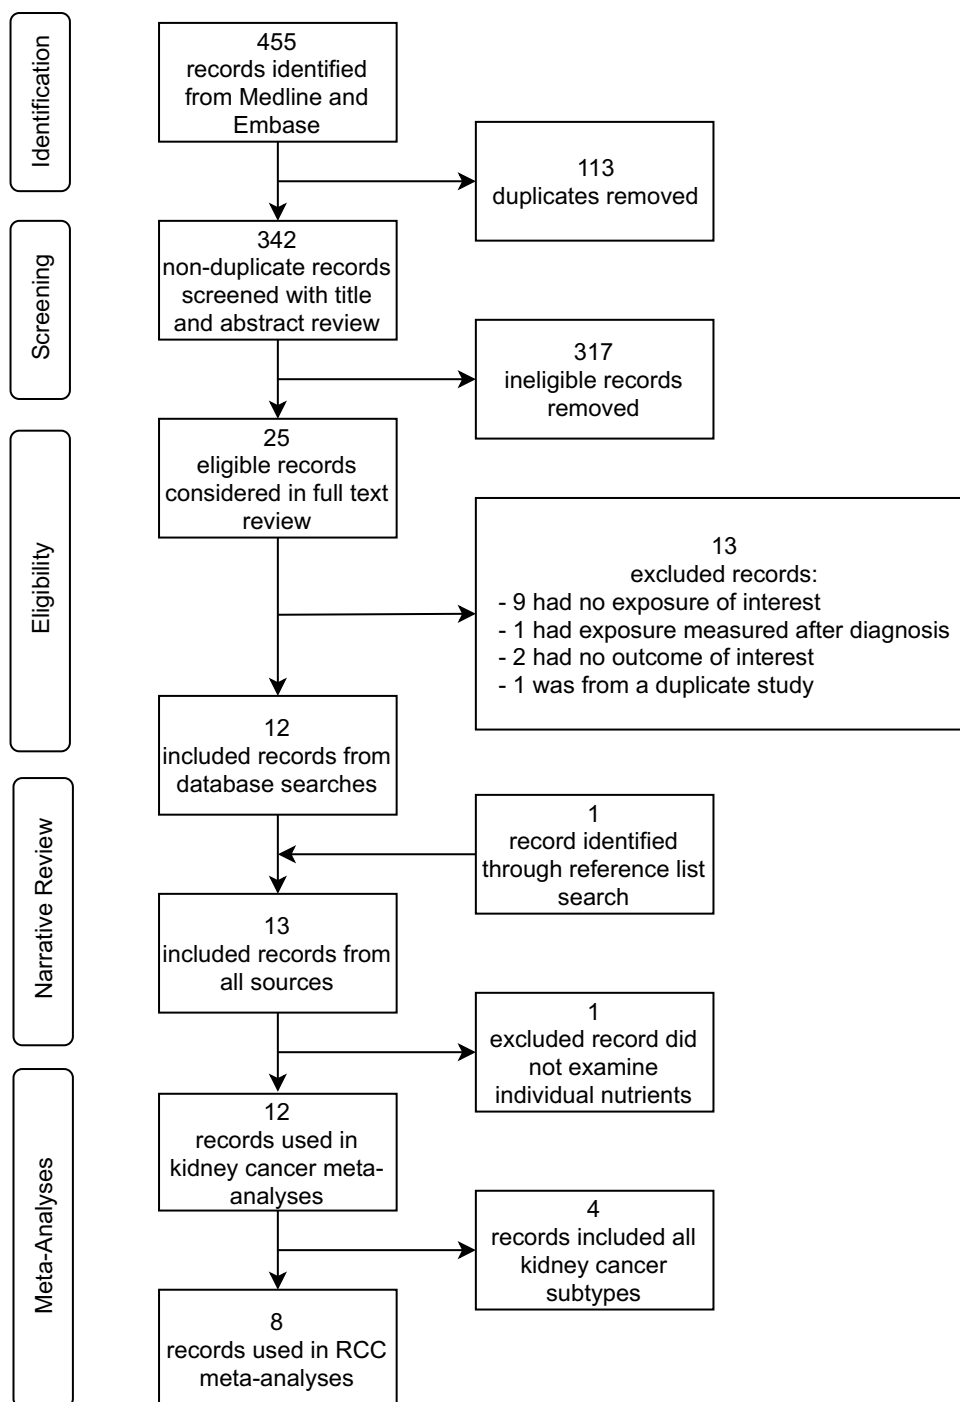 Identification
455
records identified
from Medline and
Embase
113
duplicates removed
Screening
342
non-duplicate records
screened with title
and abstract review
317
ineligible records
removed
Eligibility
25
eligible records
considered in full text
review
13
excluded records:
- 9 had no exposure of interest
- 1 had exposure measured after diagnosis
- 2 had no outcome of interest
- 1 was from a duplicate study
12
included records from
database searches
Narrative Review
1
record identified
through reference list
search
13
included records from
all sources
1
excluded record did
not examine
individual nutrients
Meta-Analyses
12
records used in
kidney cancer meta-
analyses
4
records included all
kidney cancer
subtypes
8
records used in RCC
meta-analyses